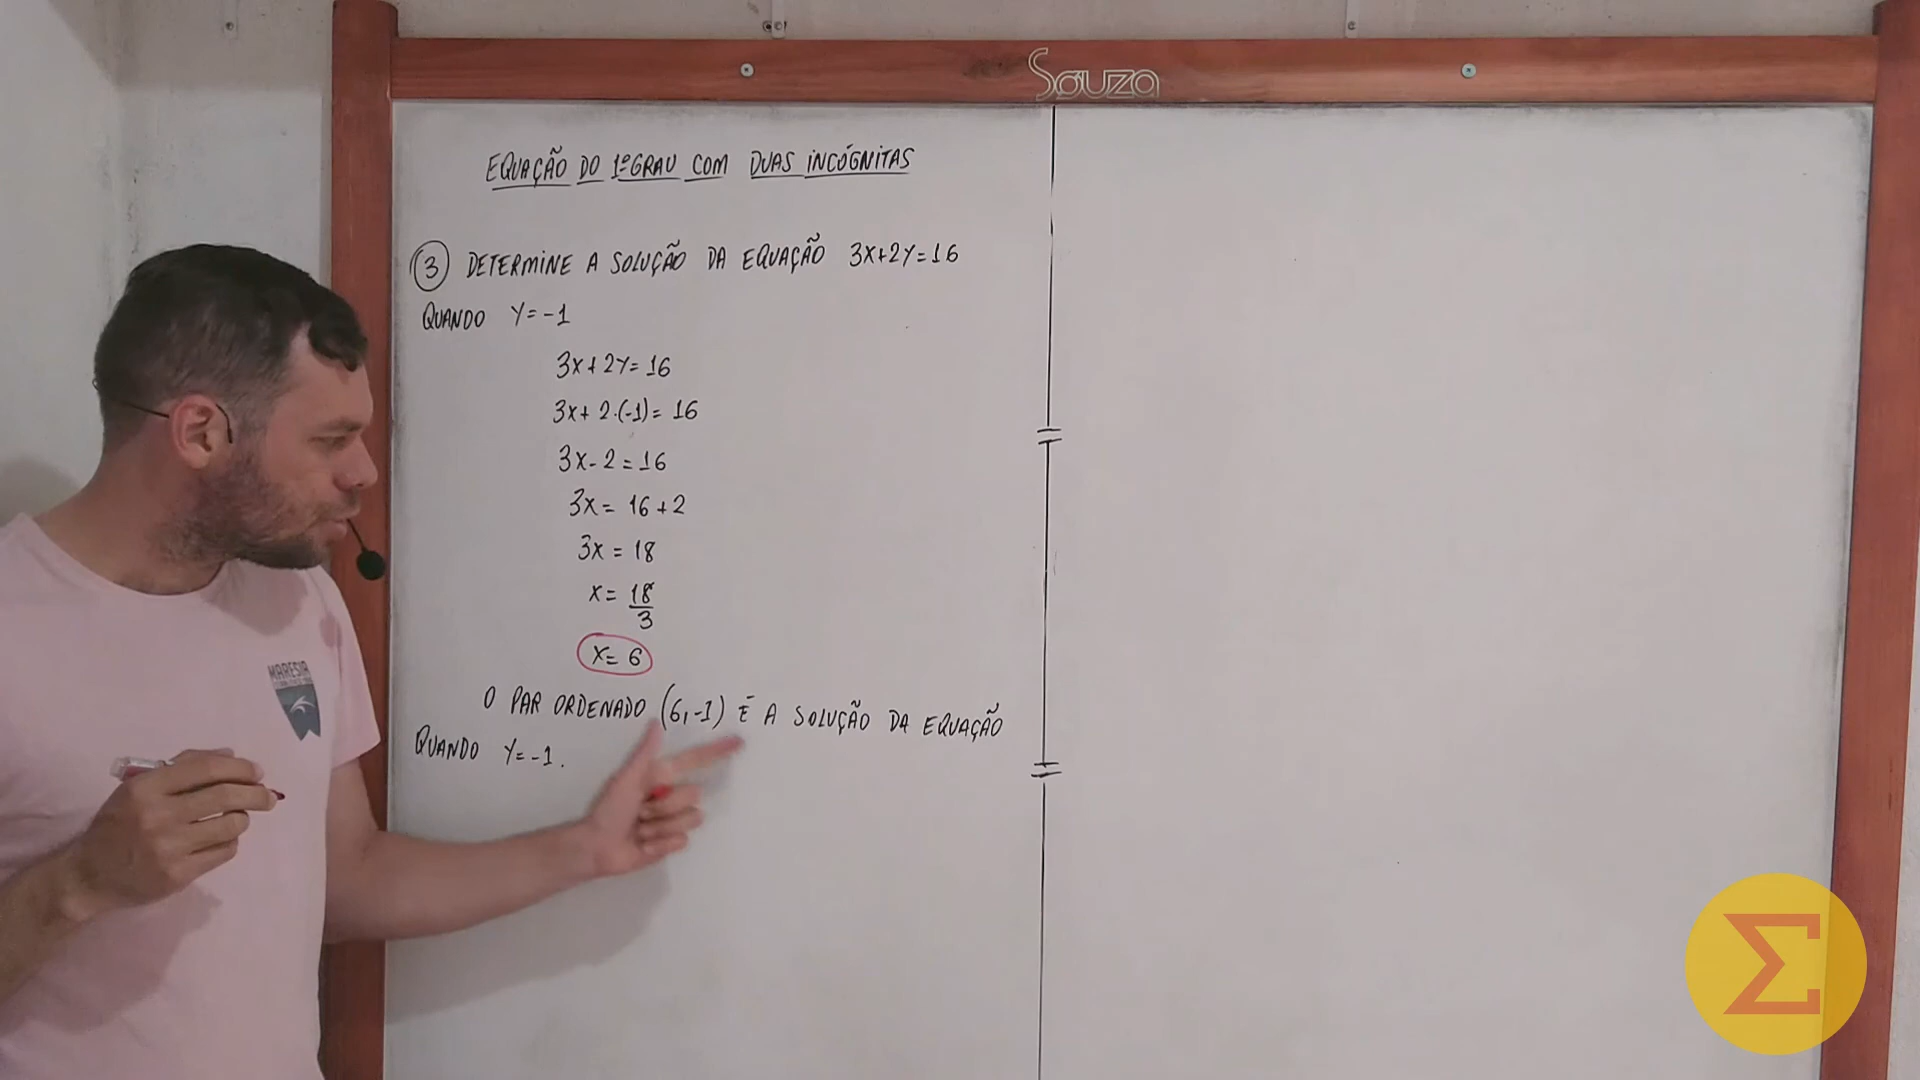 Souza
EQUAÇÃO DO 1º GRAU COM DUAS INCÓGNITAS
3 DETERMINE A SOLUÇÃO DA EQUAÇÃO 3X+2Y=16
QUANDO Y=-1
3X+2Y=16
3X+2.(-1)=16
3X-2=16
3X=16+2
3X=18
X=18/3
X=6
O PAR ORDENADO (6,-1) É A SOLUÇÃO DA EQUAÇÃO
QUANDO Y=-1.
MARESIA
Σ